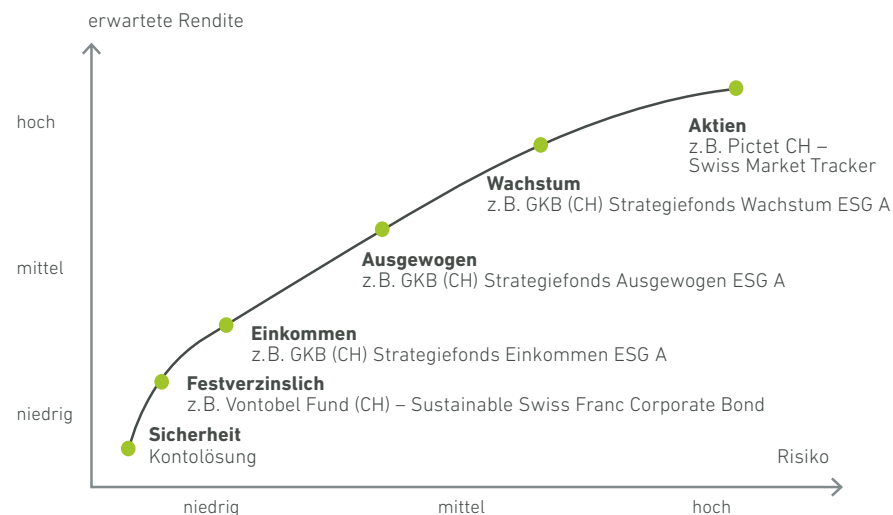 erwartete Rendite
hoch
Aktien
z.B. Pictet CH –
Swiss Market Tracker
Wachstum
z.B. GKB (CH) Strategiefonds Wachstum ESG A
mittel
Ausgewogen
z.B. GKB (CH) Strategiefonds Ausgewogen ESG A
Einkommen
z.B. GKB (CH) Strategiefonds Einkommen ESG A
Festverzinslich
z.B. Vontobel Fund (CH) – Sustainable Swiss Franc Corporate Bond
niedrig
Sicherheit
Kontolösung
Risiko
niedrig
mittel
hoch